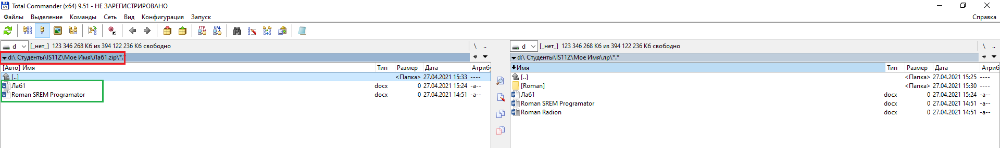 Total Commander (x64) 9.51 - НЕ ЗАРЕГИСТРИРОВАНО
Файлы Выделение Команды Сеть Вид Конфигурация Запуск Справка
FTP URL
d [_нет_] 123 346 268 Кб из 394 122 236 Кб свободно \ ..
d:\ Студенты\IS11Z\Мое Имя\Лаб1.zip\*.* * 
[Авто] Имя Тип Размер Дата Атрибу
[..] <Папка> 27.04.2021 15:33 ----
Лаб1 docx 0 27.04.2021 15:24 -a--
Roman SREM Programator docx 0 27.04.2021 14:51 -a--
d [_нет_] 123 346 268 Кб из 394 122 236 Кб свободно \ ..
d:\ Студенты\IS11Z\Мое Имя\лр\*.* *
Имя Тип Размер Дата Атриб
[..] <Папка> 27.04.2021 15:25 ----
[Roman] <Папка> 27.04.2021 15:30 ----
Лаб1 docx 0 27.04.2021 15:24 -a--
Roman SREM Programator docx 0 27.04.2021 14:51 -a--
Roman Radion docx 0 27.04.2021 14:51 -a--